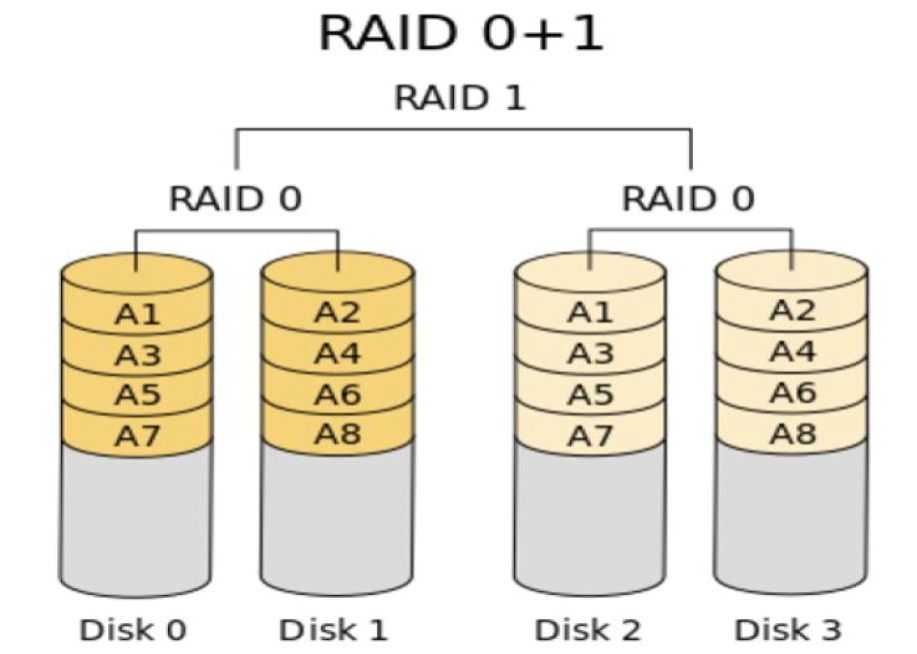 RAID 0+1
RAID 1
RAID 0 RAID 0
A1 A2 A1 A2
A3 A4 A3 A4
A5 A6 A5 A6
A7 A8 A7 A8
Disk 0 Disk 1 Disk 2 Disk 3